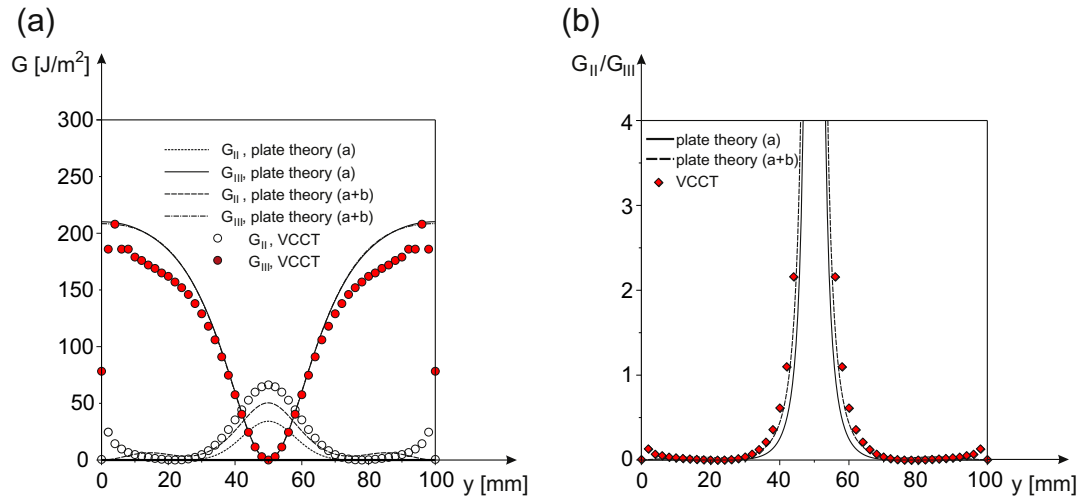 (a)
G [J/m²]
300
250
200
150
100
50
0
G_II, plate theory (a)
G_III, plate theory (a)
G_II, plate theory (a+b)
G_III, plate theory (a+b)
G_II, VCCT
G_III, VCCT
0 20 40 60 80 100
y [mm]
(b)
G_II/G_III
4
3
2
1
0
plate theory (a)
plate theory (a+b)
VCCT
0 20 40 60 80 100
y [mm]